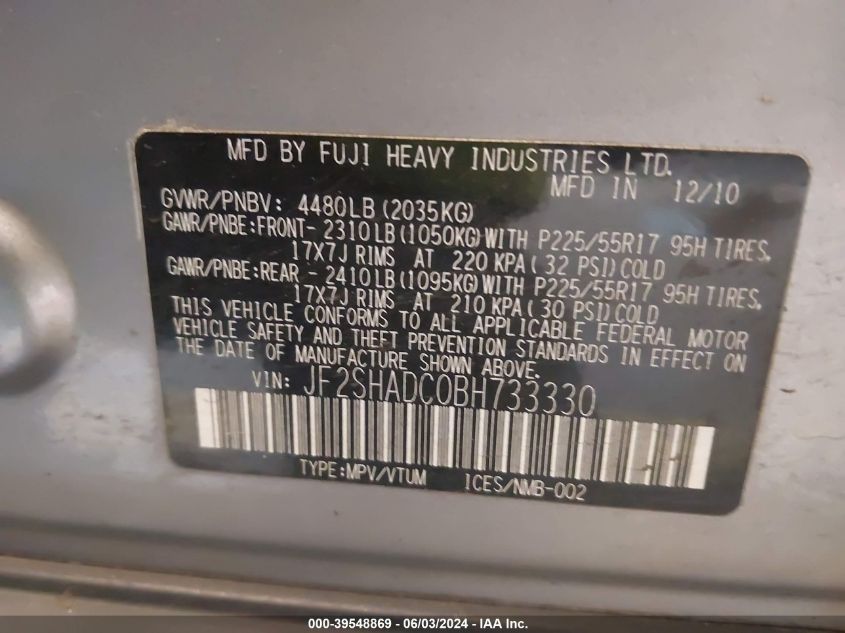 MFD BY FUJI HEAVY INDUSTRIES LTD.
MFD IN 12/10
GVWR/PNBV: 4480LB(2035KG)
GAWR/PNBE:FRONT- 2310LB(1050KG)WITH P225/55R17 95H TIRES,
17X7J RIMS AT 220 KPA( 32 PSI)COLD
GAWR/PNBE:REAR - 2410LB(1095KG)WITH P225/55R17 95H TIRES,
17X7J RIMS AT 210 KPA( 30 PSI)COLD
THIS VEHICLE CONFORMS TO ALL APPLICABLE FEDERAL MOTOR
VEHICLE SAFETY AND THEFT PREVENTION STANDARDS IN EFFECT ON
THE DATE OF MANUFACTURE SHOWN ABOVE.
VIN: JF2SHADC0BH733330
TYPE:MPV/VTUM ICES/NMB-002
000-39548869 - 06/03/2024 - IAA Inc.